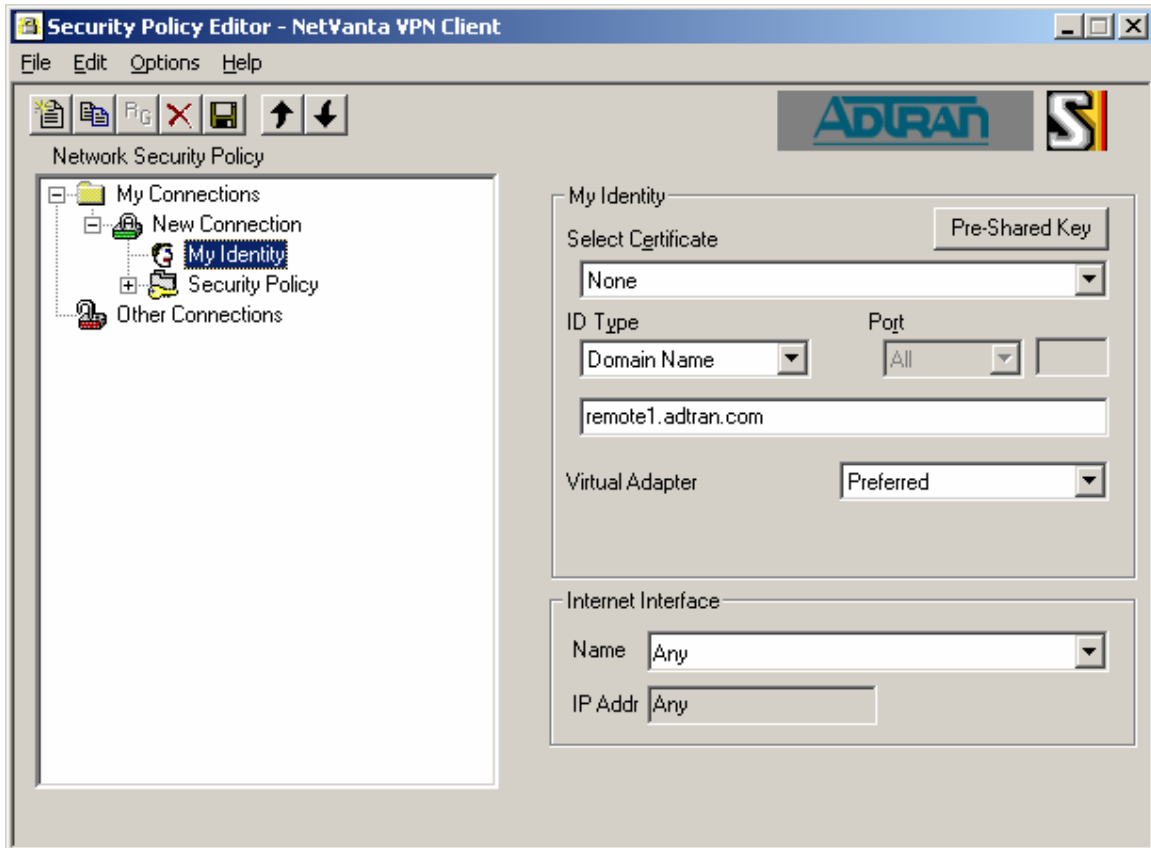 Security Policy Editor - NetVanta VPN Client
File Edit Options Help
RG
ADTRAN
S
Network Security Policy
My Connections
New Connection
My Identity
Security Policy
Other Connections
My Identity
Pre-Shared Key
Select Certificate
None
ID Type
Port
Domain Name
All
remote1.adtran.com
Virtual Adapter
Preferred
Internet Interface
Name
Any
IP Addr
Any